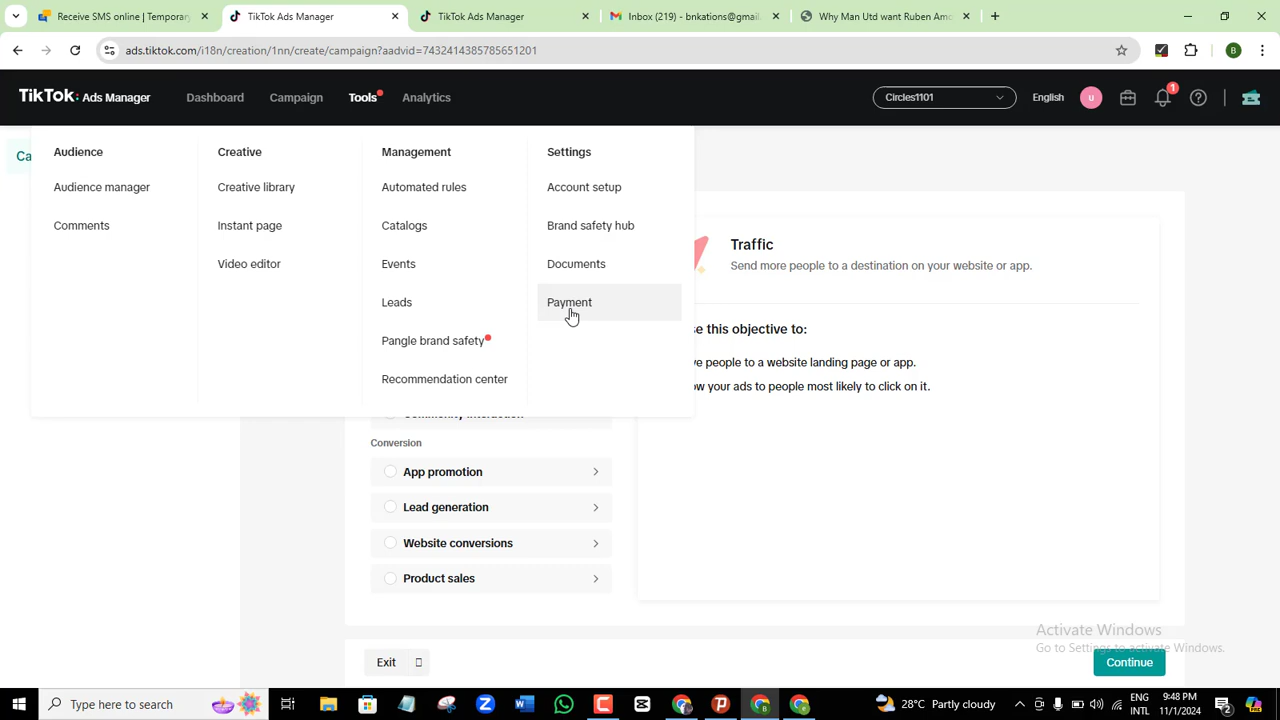 Receive SMS online | Temporar
TikTok Ads Manager
TikTok Ads Manager
Inbox (219) - bnkations@gmail.
Why Man Utd want Ruben Amo
ads.tiktok.com/i18n/creation/1nn/create/campaign?aadvid=7432414385785651201
B
TikTok: Ads Manager
Dashboard
Campaign
Tools
Analytics
Circles1101
English
u
1
Ca
Audience
Creative
Management
Settings
Audience manager
Creative library
Automated rules
Account setup
Comments
Instant page
Catalogs
Brand safety hub
Video editor
Events
Documents
Leads
Payment
Pangle brand safety
Recommendation center
Traffic
Send more people to a destination on your website or app.
se this objective to:
ve people to a website landing page or app.
ow your ads to people most likely to click on it.
Community interaction
Conversion
App promotion
Lead generation
Website conversions
Product sales
Activate Windows
Go to Settings to activate Windows.
Exit
Continue
Type here to search
28°C Partly cloudy
ENG
INTL
9:48 PM
11/1/2024
2